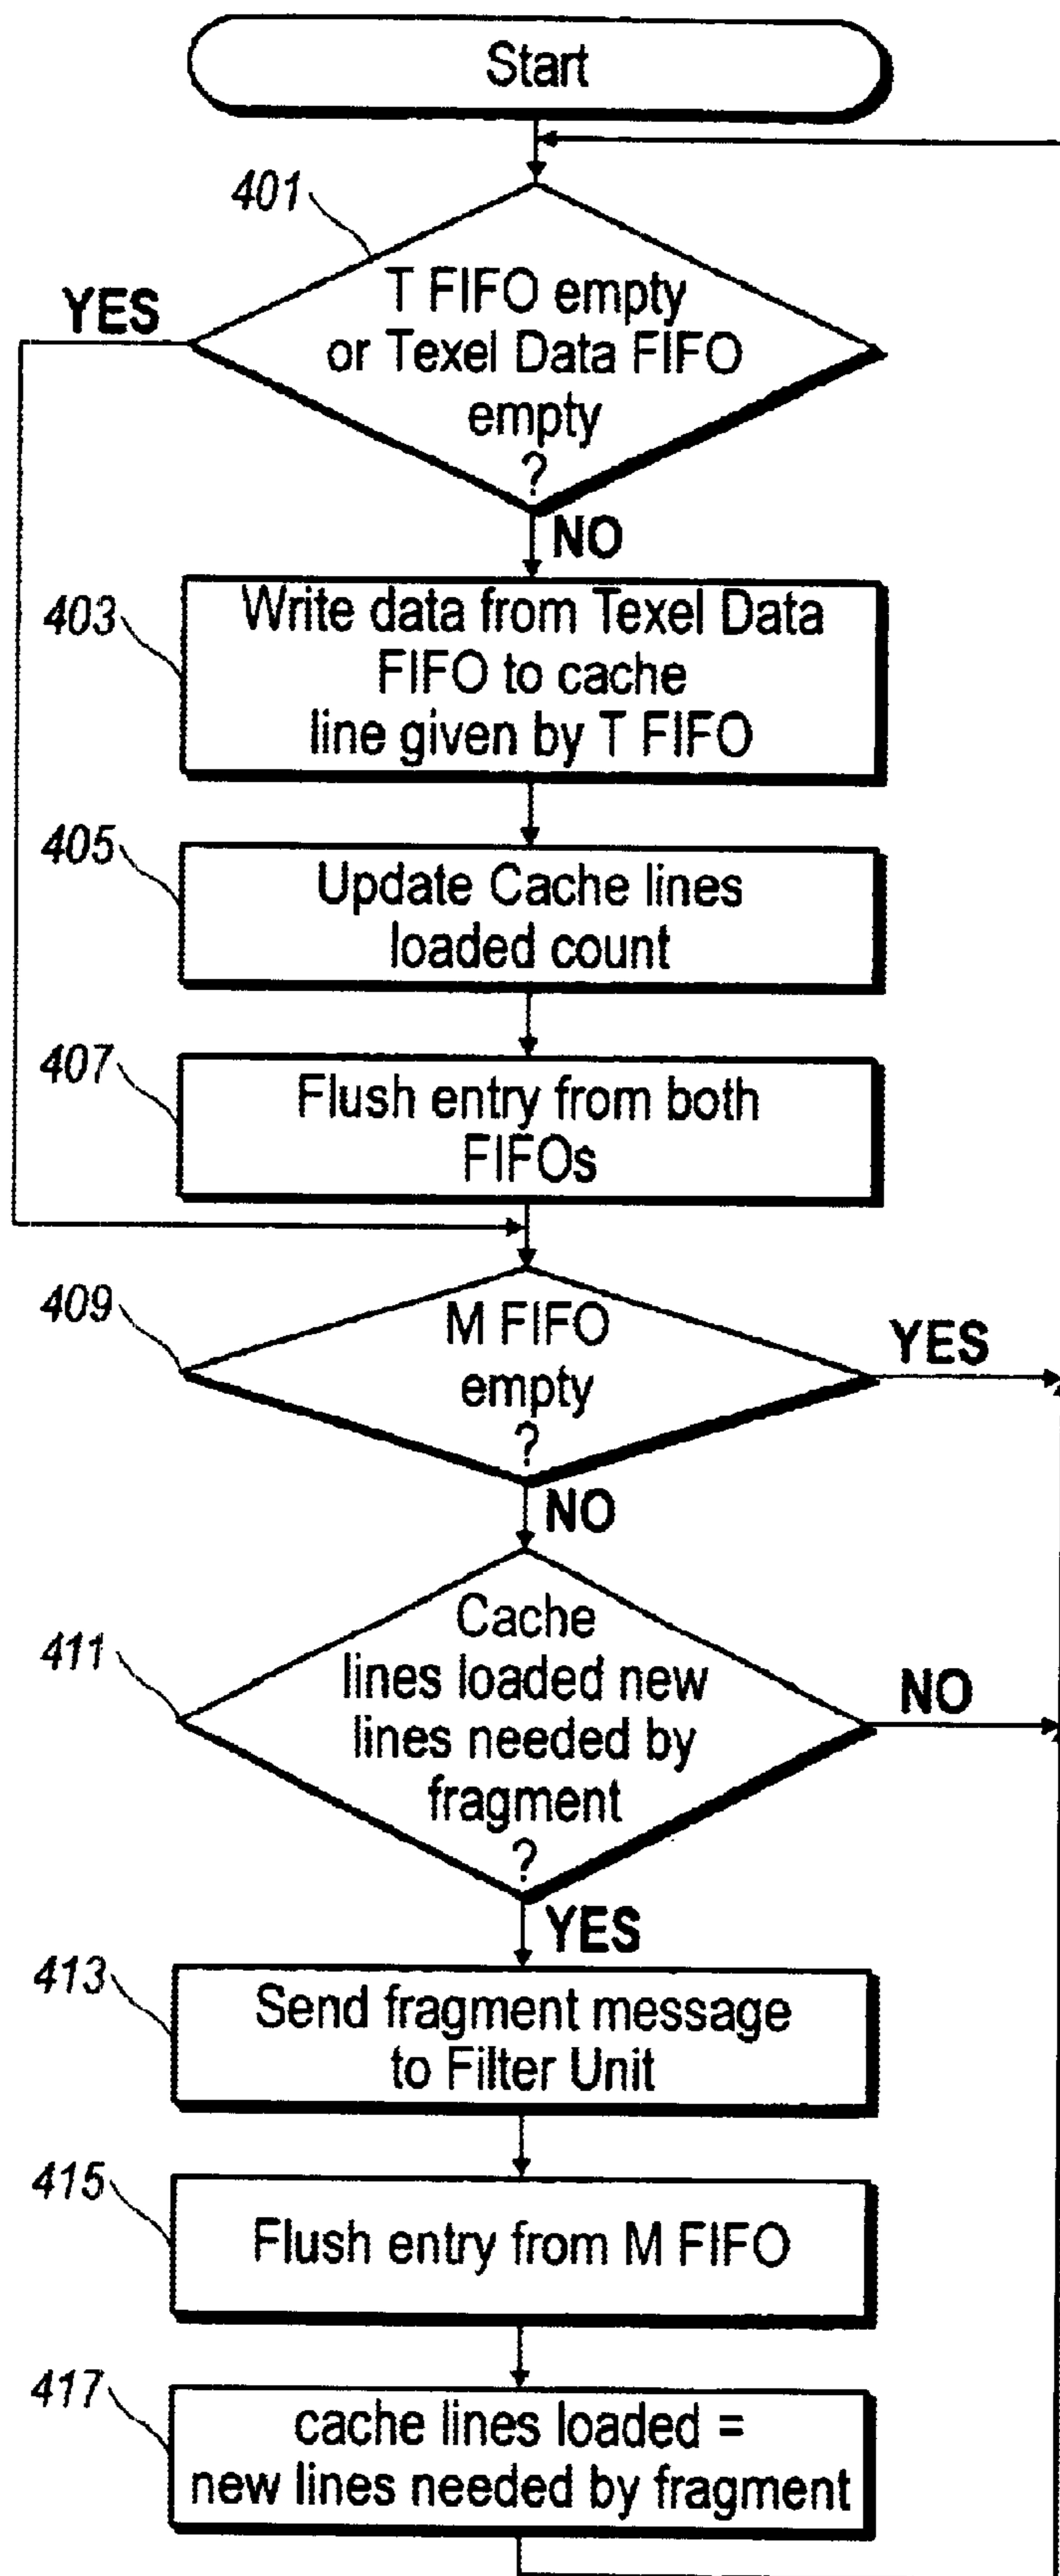 Start
401
T FIFO empty
or Texel Data FIFO
empty
?
YES
NO
403
Write data from Texel Data
FIFO to cache
line given by T FIFO
405
Update Cache lines
loaded count
407
Flush entry from both
FIFOs
409
M FIFO
empty
?
YES
NO
411
Cache
lines loaded new
lines needed by
fragment
?
NO
YES
413
Send fragment message
to Filter Unit
415
Flush entry from M FIFO
417
cache lines loaded =
new lines needed by fragment